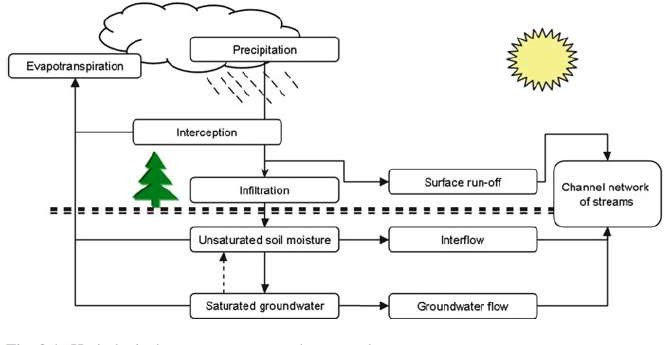 Precipitation
Evapotranspiration
Interception
Surface run-off
Channel network
of streams
Infiltration
Unsaturated soil moisture
Interflow
Saturated groundwater
Groundwater flow